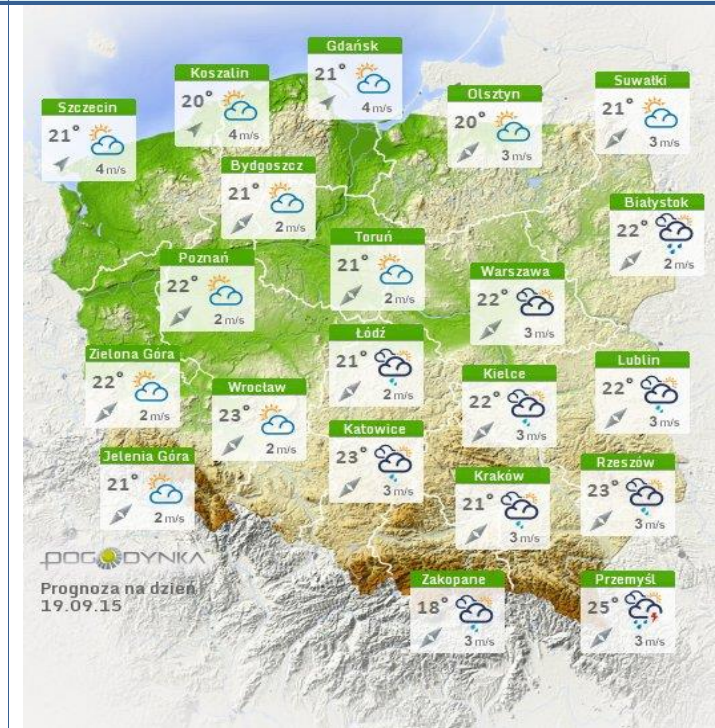 Gdańsk
21°
4 m/s
Koszalin
20°
4 m/s
Suwałki
21°
3 m/s
Olsztyn
20°
3 m/s
Szczecin
21°
4 m/s
Bydgoszcz
21°
2 m/s
Białystok
22°
2 m/s
Toruń
21°
2 m/s
Poznań
22°
2 m/s
Warszawa
22°
3 m/s
Łódź
21°
2 m/s
Zielona Góra
22°
2 m/s
Lublin
22°
3 m/s
Kielce
22°
3 m/s
Wrocław
23°
2 m/s
Katowice
23°
3 m/s
Jelenia Góra
21°
2 m/s
Rzeszów
23°
3 m/s
Kraków
21°
3 m/s
POGODYNKA
Prognoza na dzień
19.09.15
Zakopane
18°
3 m/s
Przemyśl
25°
3 m/s